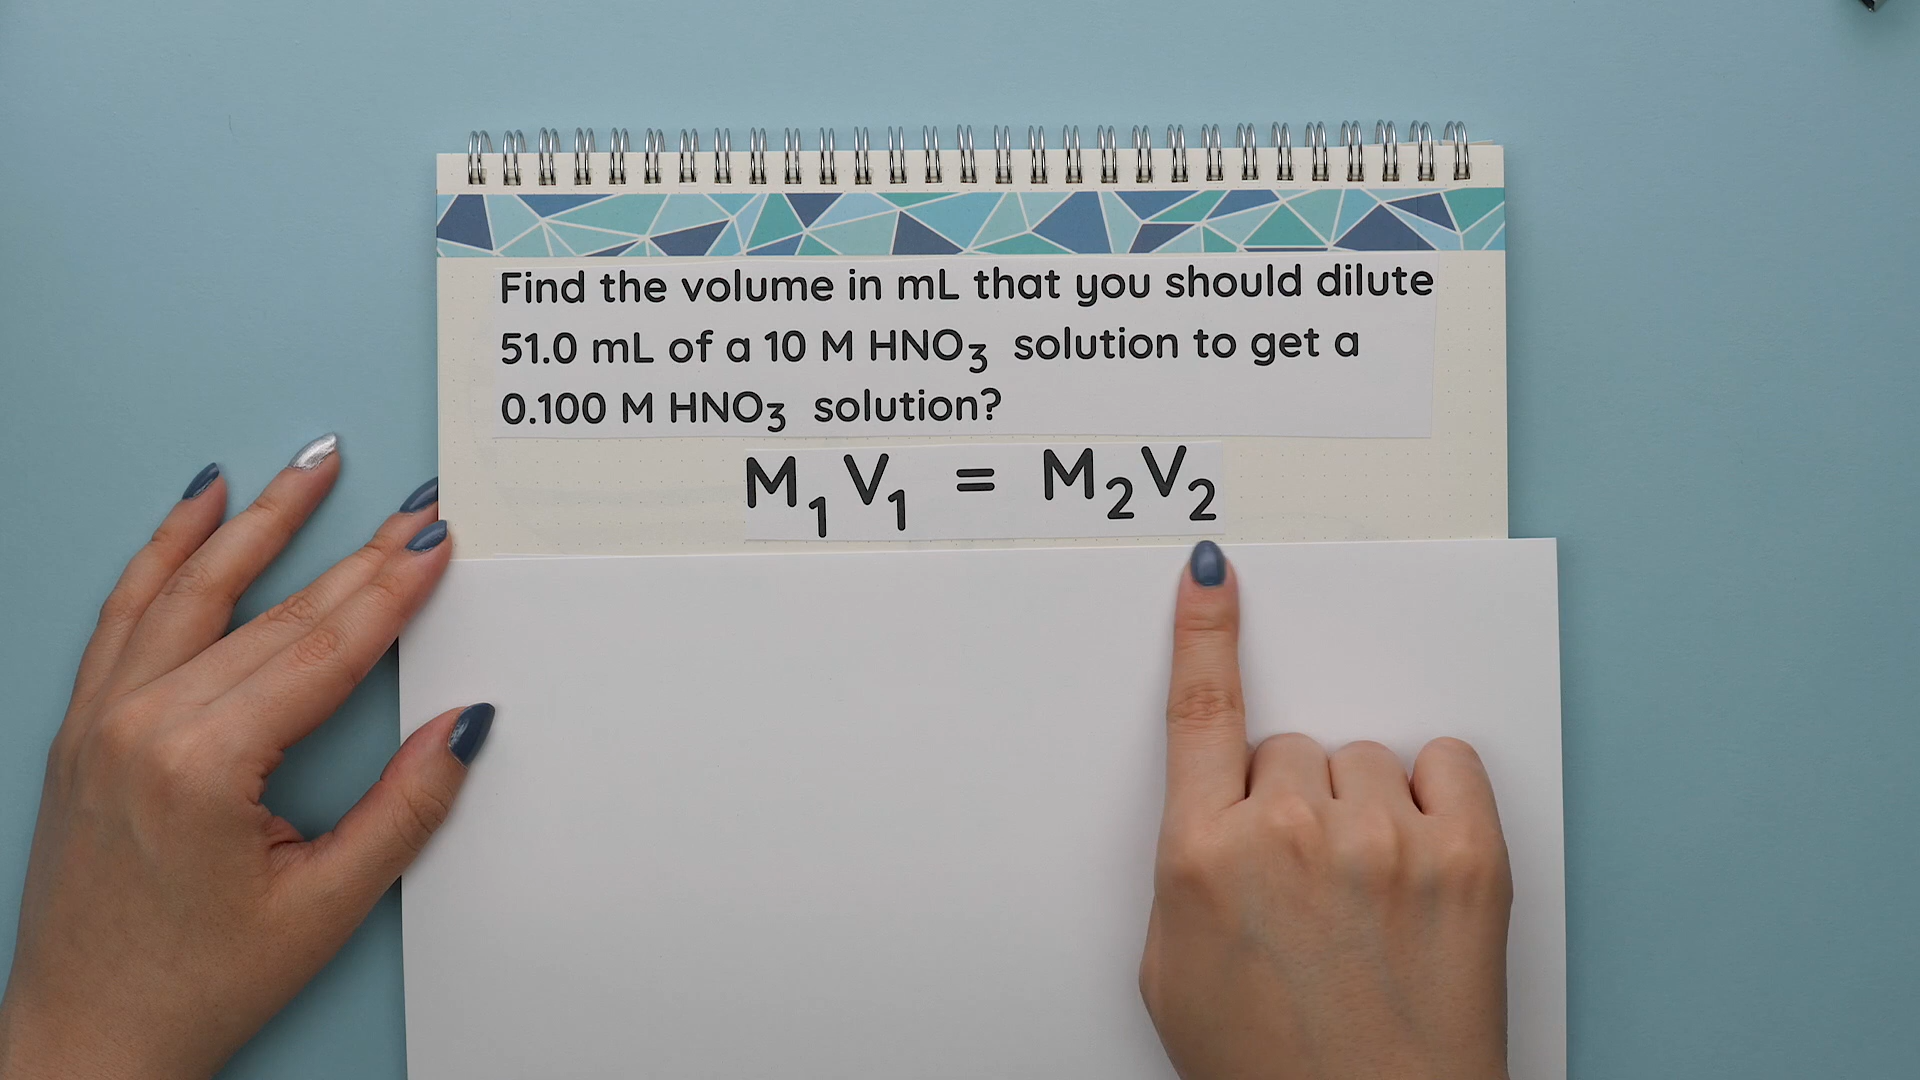 Find the volume in mL that you should dilute
51.0 mL of a 10 M HNO₃ solution to get a
0.100 M HNO₃ solution?
M₁V₁ = M₂V₂